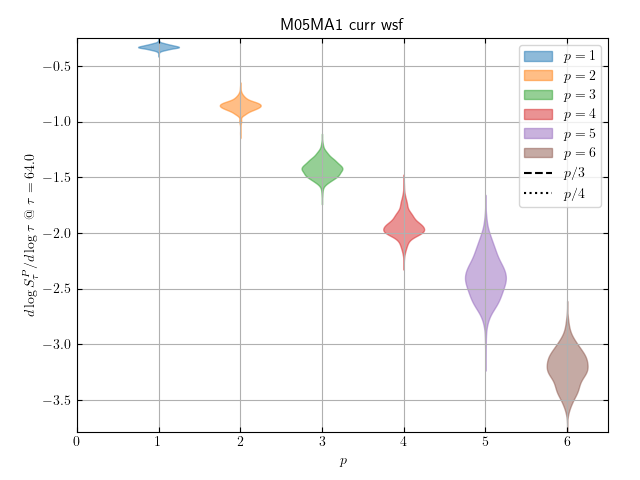 M05MA1 curr wsf
d log S_τ^P / d log τ @ τ = 64.0
−0.5
−1.0
−1.5
−2.0
−2.5
−3.0
−3.5
0 1 2 3 4 5 6
p
p = 1
p = 2
p = 3
p = 4
p = 5
p = 6
p/3
p/4